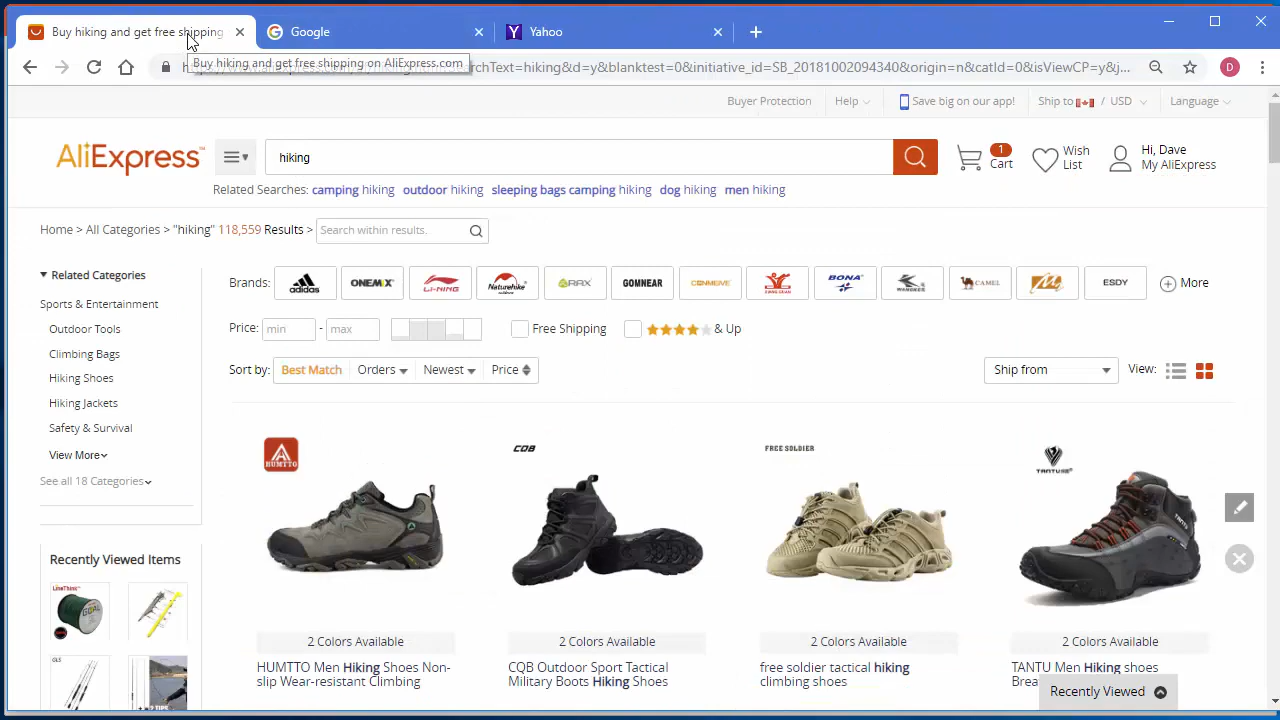 Buy hiking and get free shipping
Google
Yahoo
Buy hiking and get free shipping on AliExpress.com
rchText=hiking&d=y&blanktest=0&initiative_id=SB_20181002094340&origin=n&catId=0&isViewCP=y&j...
D
Buyer Protection
Help
Save big on our app!
Ship to / USD
Language
AliExpress™
hiking
1
Cart
Wish
List
Hi, Dave
My AliExpress
Related Searches: camping hiking outdoor hiking sleeping bags camping hiking dog hiking men hiking
Home > All Categories > "hiking" 118,559 Results >
Search within results.
Related Categories
Sports & Entertainment
Outdoor Tools
Climbing Bags
Hiking Shoes
Hiking Jackets
Safety & Survival
View More
See all 18 Categories
Brands:
adidas
ONEMIX
LI-NING
Naturehike
RAX
GOMNEAR
BONA
CAMEL
ESDY
More
Price: min - max
Free Shipping
& Up
Sort by: Best Match Orders Newest Price
Ship from
View:
HUMTTO
CQB
FREE SOLDIER
TANTUSE
2 Colors Available
2 Colors Available
2 Colors Available
2 Colors Available
HUMTTO Men Hiking Shoes Non-
slip Wear-resistant Climbing
CQB Outdoor Sport Tactical
Military Boots Hiking Shoes
free soldier tactical hiking
climbing shoes
TANTU Men Hiking shoes
Brea
Recently Viewed
Recently Viewed Items